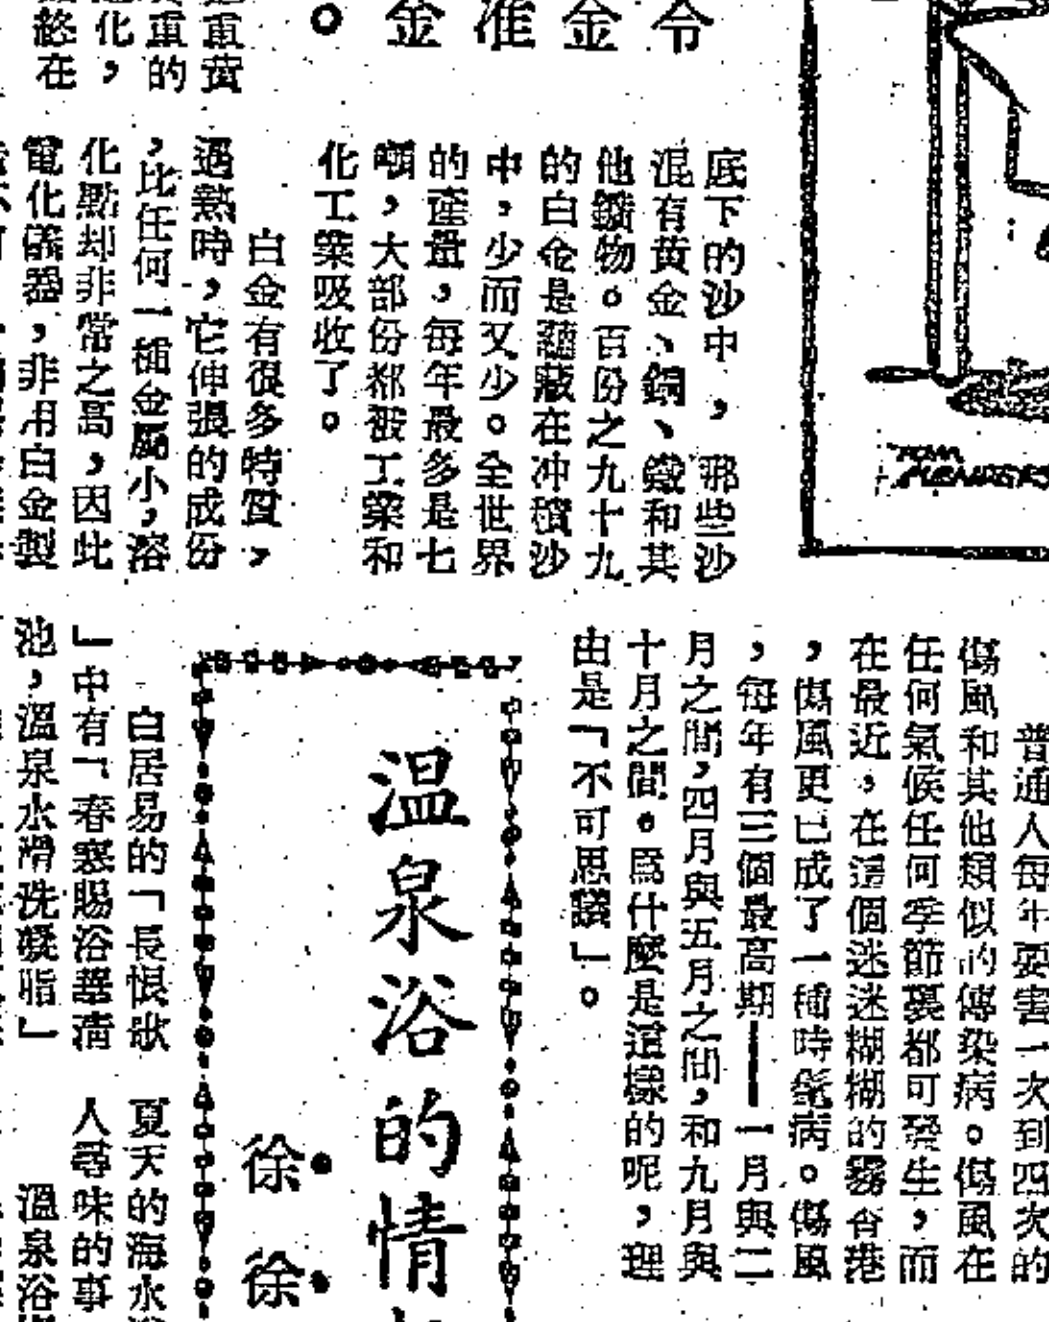 令金准金。
重黃
重的
化，
終在
底下的沙中，那些沙
混有黃金、銅、鐵和其
他鑛物。百份之九十九
的白金是蘊藏在冲積沙
中，少而又少。全世界
的產量，每年最多是七
噸，大部份都被工業和
化工業吸收了。
白金有很多特質，
遇熱時，它伸張的成份
，比任何一種金屬小，溶
化點却非常之高，因此
電化儀器，非用白金製
普通人每年要害一次到四次的
傷風和其他類似的傳染病。傷風在
任何氣候任何季節裏都可發生，而
在最近，在這個迷迷糊糊的霧香港
，傷風更已成了一種時髦病。傷風
，每年有三個最高期——一月與二
月之間，四月與五月之間，和九月與
十月之間。爲什麼是這樣的呢，理
由是「不可思議」。
溫泉浴的情
徐·徐·
白居易的「長恨歌
」中有「春寒賜浴華清
池，溫泉水滑洗凝脂」
夏天的海水
人尋味的事
溫泉浴